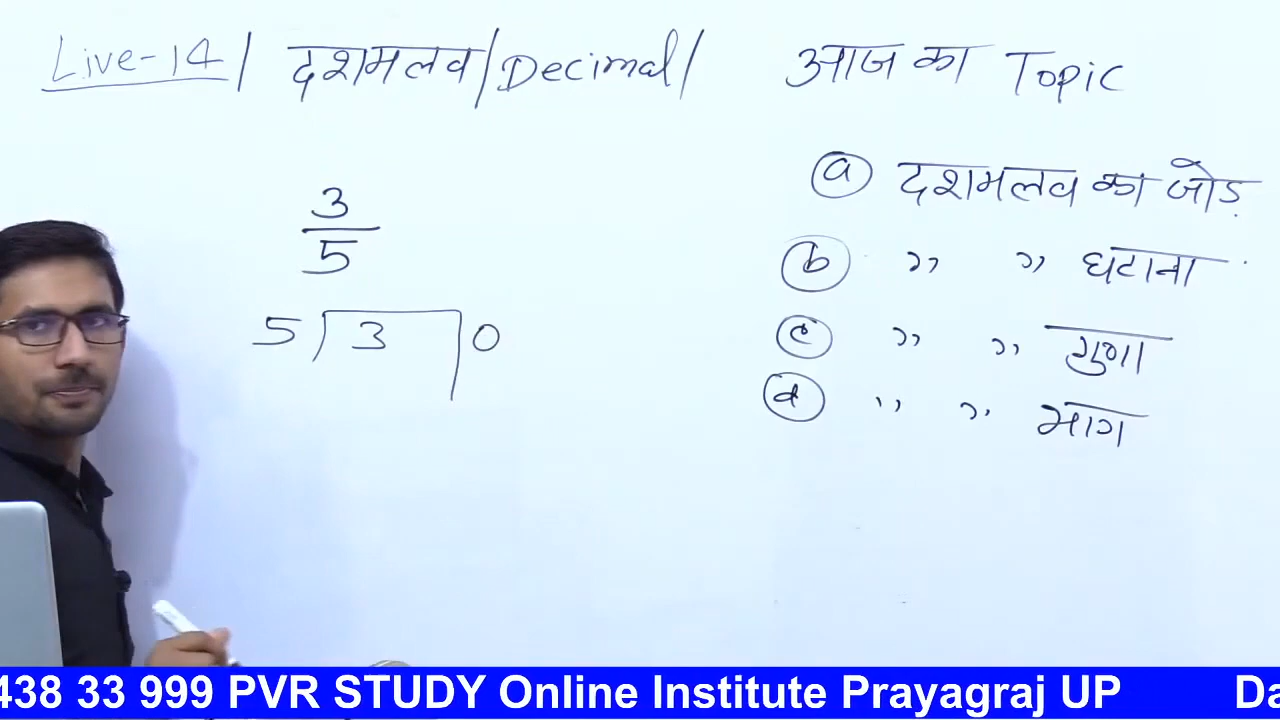 Live-14/ दशमलव/Decimal/ आज का Topic
3
5
5 3 0
a दशमलव का जोड़
b ,, ,, घटाना
c ,, ,, गुणा
d ,, ,, भाग
438 33 999 PVR STUDY Online Institute Prayagraj UP Da